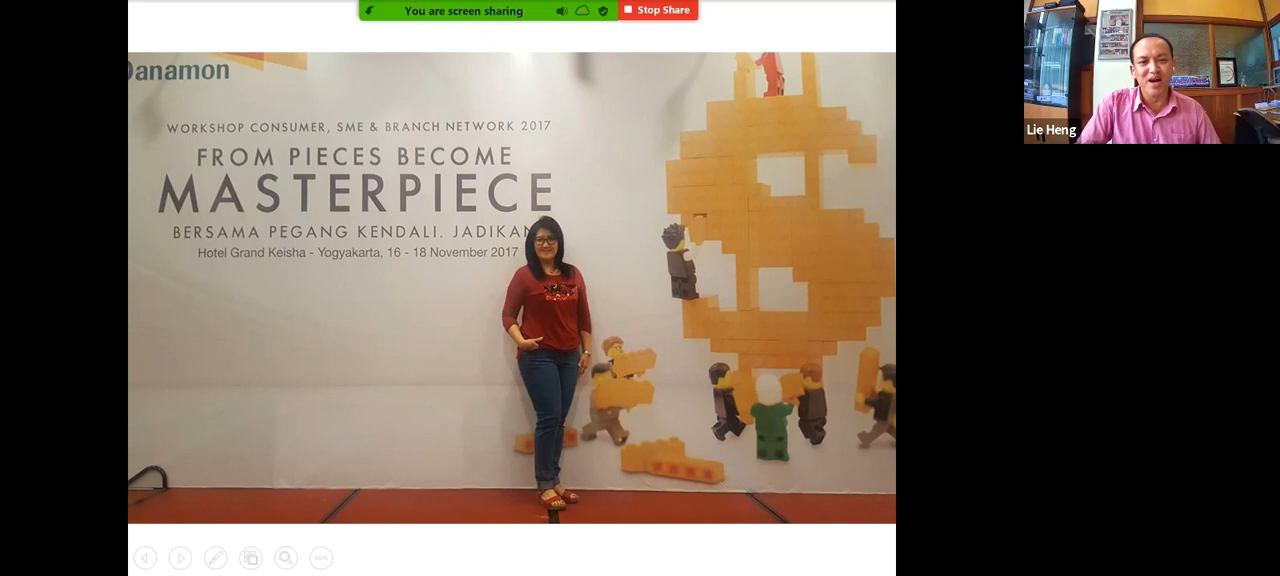 You are screen sharing
Stop Share
Danamon
WORKSHOP CONSUMER, SME & BRANCH NETWORK 2017
FROM PIECES BECOME
MASTERPIECE
BERSAMA PEGANG KENDALI. JADIKAN
Hotel Grand Keisha - Yogyakarta, 16 - 18 November 2017
Lie Heng